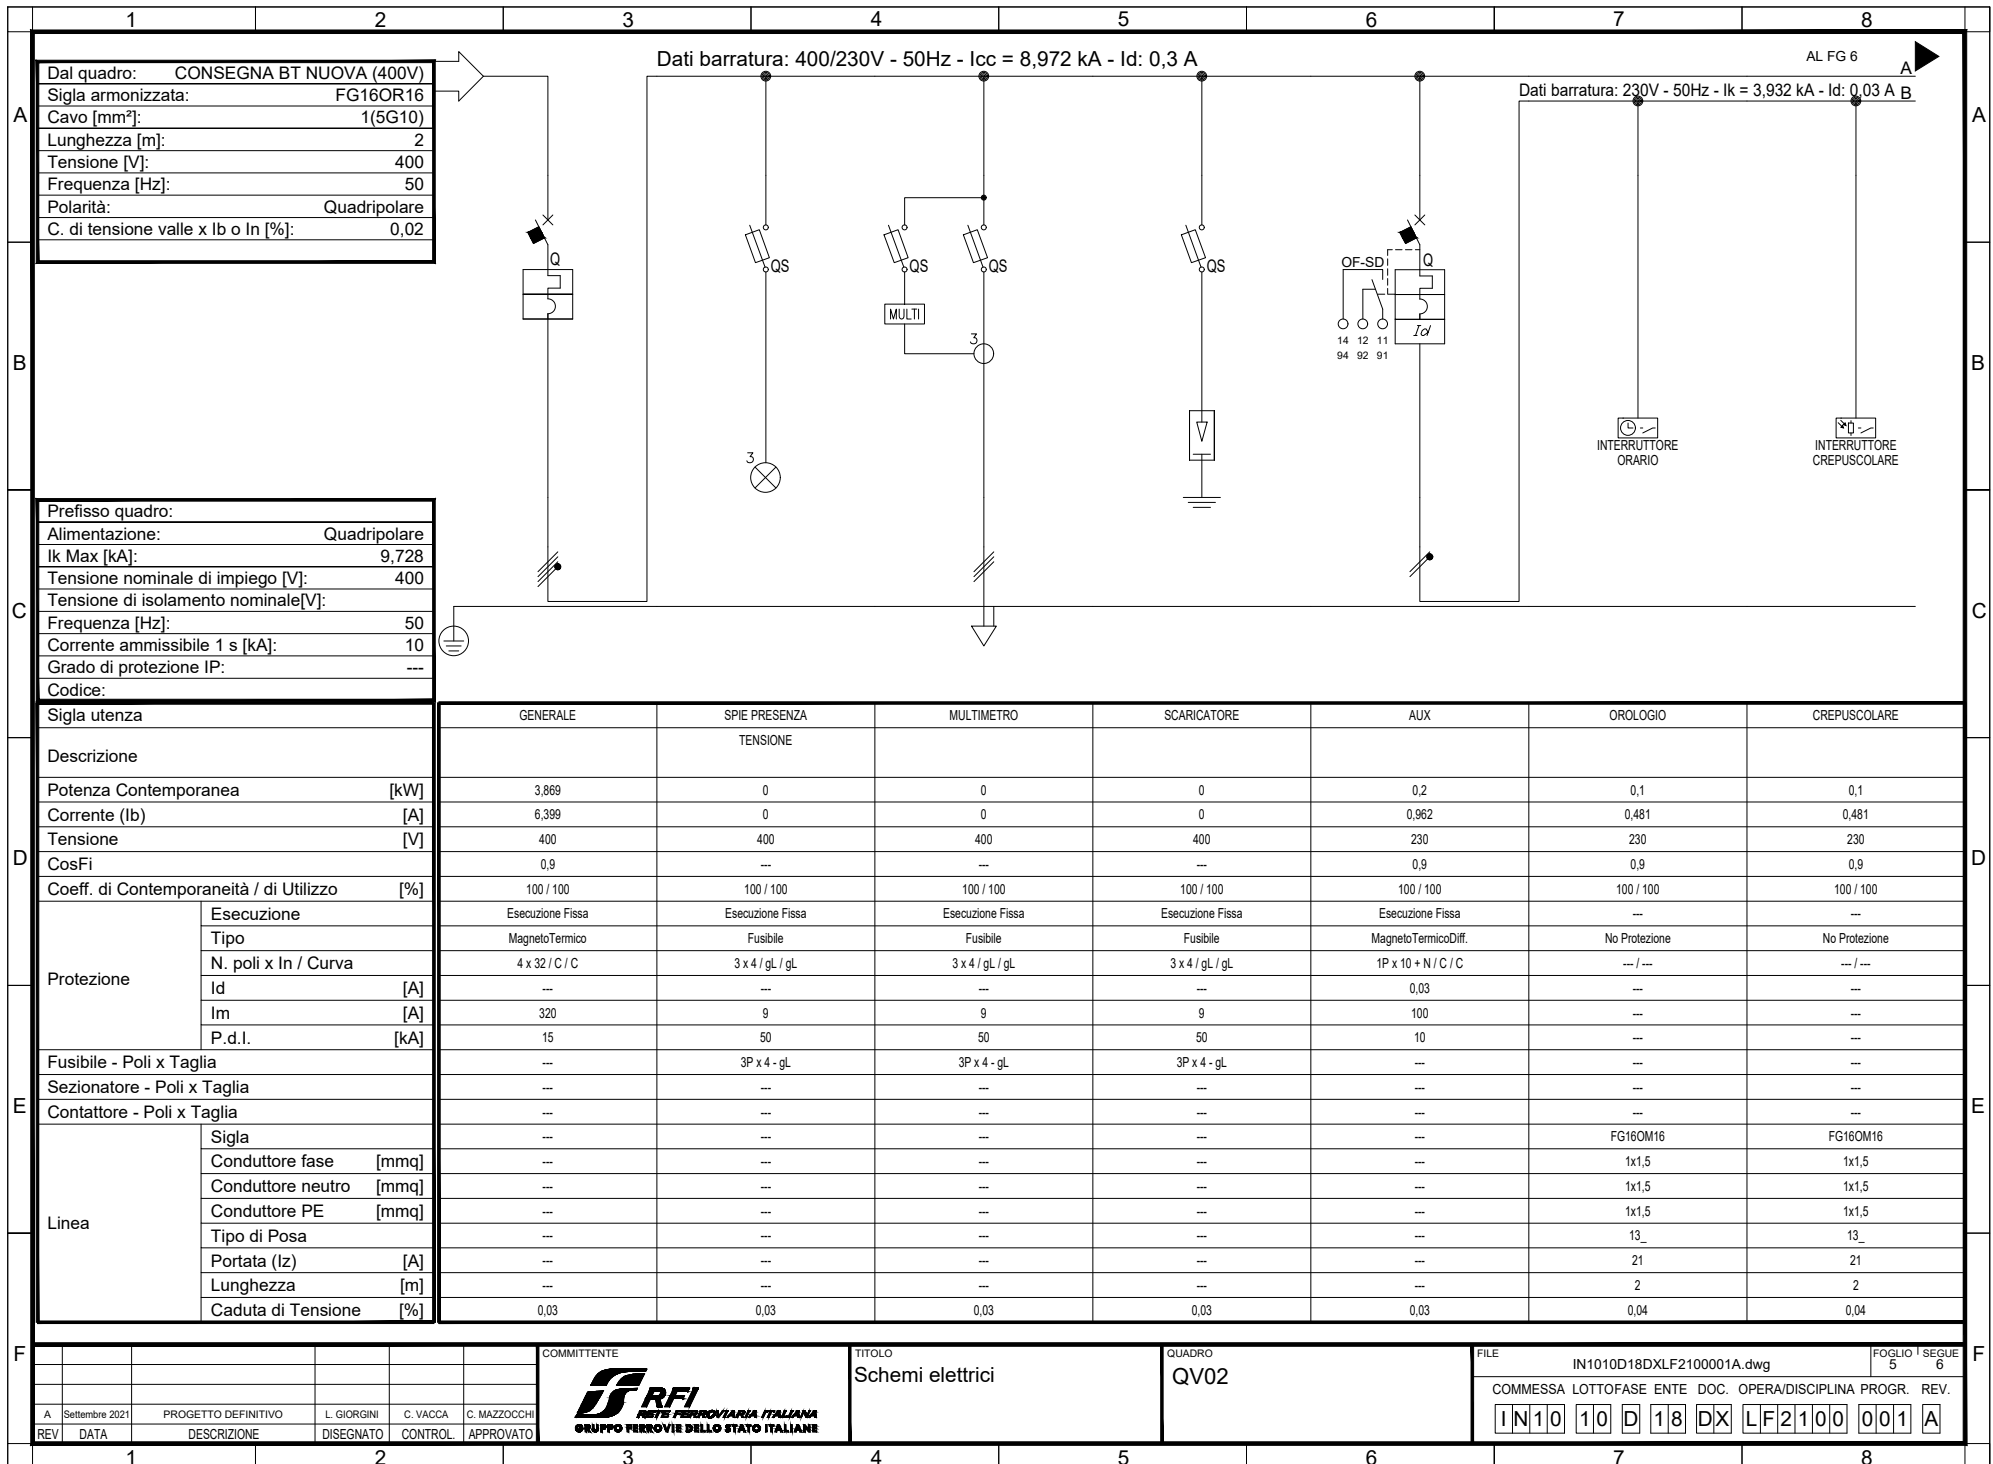 1 2 3 4 5 6 7 8
Dati barratura: 400/230V - 50Hz - Icc = 8,972 kA - Id: 0,3 A
AL FG 6
A
Dati barratura: 230V - 50Hz - Ik = 3,932 kA - Id: 0,03 A B
Dal quadro: CONSEGNA BT NUOVA (400V)
Sigla armonizzata: FG16OR16
Cavo [mm²]: 1(5G10)
Lunghezza [m]: 2
Tensione [V]: 400
Frequenza [Hz]: 50
Polarità: Quadripolare
C. di tensione valle x Ib o In [%]: 0,02
A A
Q QS QS QS QS OF-SD Q
MULTI
Id
3
14 12 11
94 92 91
B B
INTERRUTTORE
ORARIO
INTERRUTTORE
CREPUSCOLARE
3
Prefisso quadro:
Alimentazione: Quadripolare
Ik Max [kA]: 9,728
Tensione nominale di impiego [V]: 400
Tensione di isolamento nominale[V]:
Frequenza [Hz]: 50
Corrente ammissibile 1 s [kA]: 10
Grado di protezione IP: ---
Codice:
C C
Sigla utenza GENERALE SPIE PRESENZA MULTIMETRO SCARICATORE AUX OROLOGIO CREPUSCOLARE
Descrizione TENSIONE
Potenza Contemporanea [kW] 3,869 0 0 0 0,2 0,1 0,1
Corrente (Ib) [A] 6,399 0 0 0 0,962 0,481 0,481
Tensione [V] 400 400 400 400 230 230 230
D D
CosFi 0,9 --- --- --- 0,9 0,9 0,9
Coeff. di Contemporaneità / di Utilizzo [%] 100 / 100 100 / 100 100 / 100 100 / 100 100 / 100 100 / 100 100 / 100
Protezione
Esecuzione Esecuzione Fissa Esecuzione Fissa Esecuzione Fissa Esecuzione Fissa Esecuzione Fissa --- ---
Tipo MagnetoTermico Fusibile Fusibile Fusibile MagnetoTermicoDiff. No Protezione No Protezione
N. poli x In / Curva 4 x 32 / C / C 3 x 4 / gL / gL 3 x 4 / gL / gL 3 x 4 / gL / gL 1P x 10 + N / C / C --- / --- --- / ---
Id [A] --- --- --- --- 0,03 --- ---
Im [A] 320 9 9 9 100 --- ---
P.d.I. [kA] 15 50 50 50 10 --- ---
Fusibile - Poli x Taglia --- 3P x 4 - gL 3P x 4 - gL 3P x 4 - gL --- --- ---
Sezionatore - Poli x Taglia --- --- --- --- --- --- ---
E E
Contattore - Poli x Taglia --- --- --- --- --- --- ---
Linea
Sigla --- --- --- --- --- FG16OM16 FG16OM16
Conduttore fase [mmq] --- --- --- --- --- 1x1,5 1x1,5
Conduttore neutro [mmq] --- --- --- --- --- 1x1,5 1x1,5
Conduttore PE [mmq] --- --- --- --- --- 1x1,5 1x1,5
Tipo di Posa --- --- --- --- --- 13_ 13_
Portata (Iz) [A] --- --- --- --- --- 21 21
Lunghezza [m] --- --- --- --- --- 2 2
Caduta di Tensione [%] 0,03 0,03 0,03 0,03 0,03 0,04 0,04
F F
A Settembre 2021 PROGETTO DEFINITIVO L. GIORGINI C. VACCA C. MAZZOCCHI
REV DATA DESCRIZIONE DISEGNATO CONTROL. APPROVATO
COMMITTENTE
RFI
RETE FERROVIARIA ITALIANA
GRUPPO FERROVIE DELLO STATO ITALIANE
TITOLO
Schemi elettrici
QUADRO
QV02
FILE
IN1010D18DXLF2100001A.dwg
FOGLIO SEGUE
5 6
COMMESSA LOTTO FASE ENTE DOC. OPERA/DISCIPLINA PROGR. REV.
IN10 10 D 18 DX LF2100 001 A
1 2 3 4 5 6 7 8